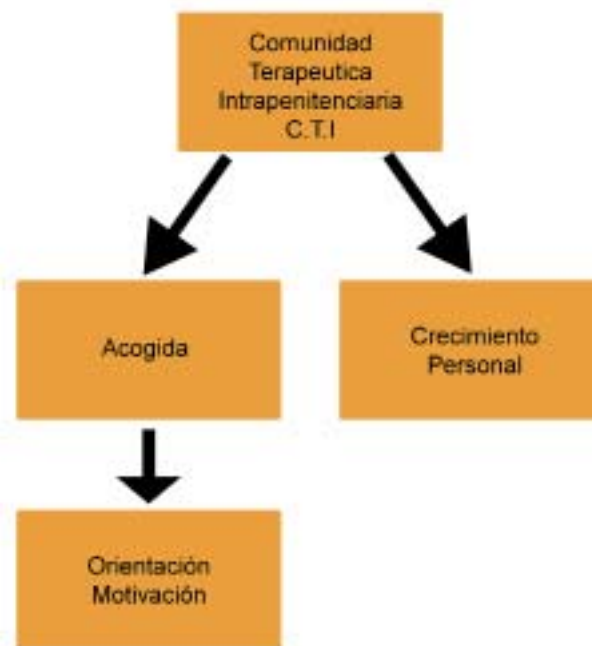 Comunidad
Terapeutica
Intrapenitenciaria
C.T.I
Acogida
Crecimiento
Personal
Orientación
Motivación